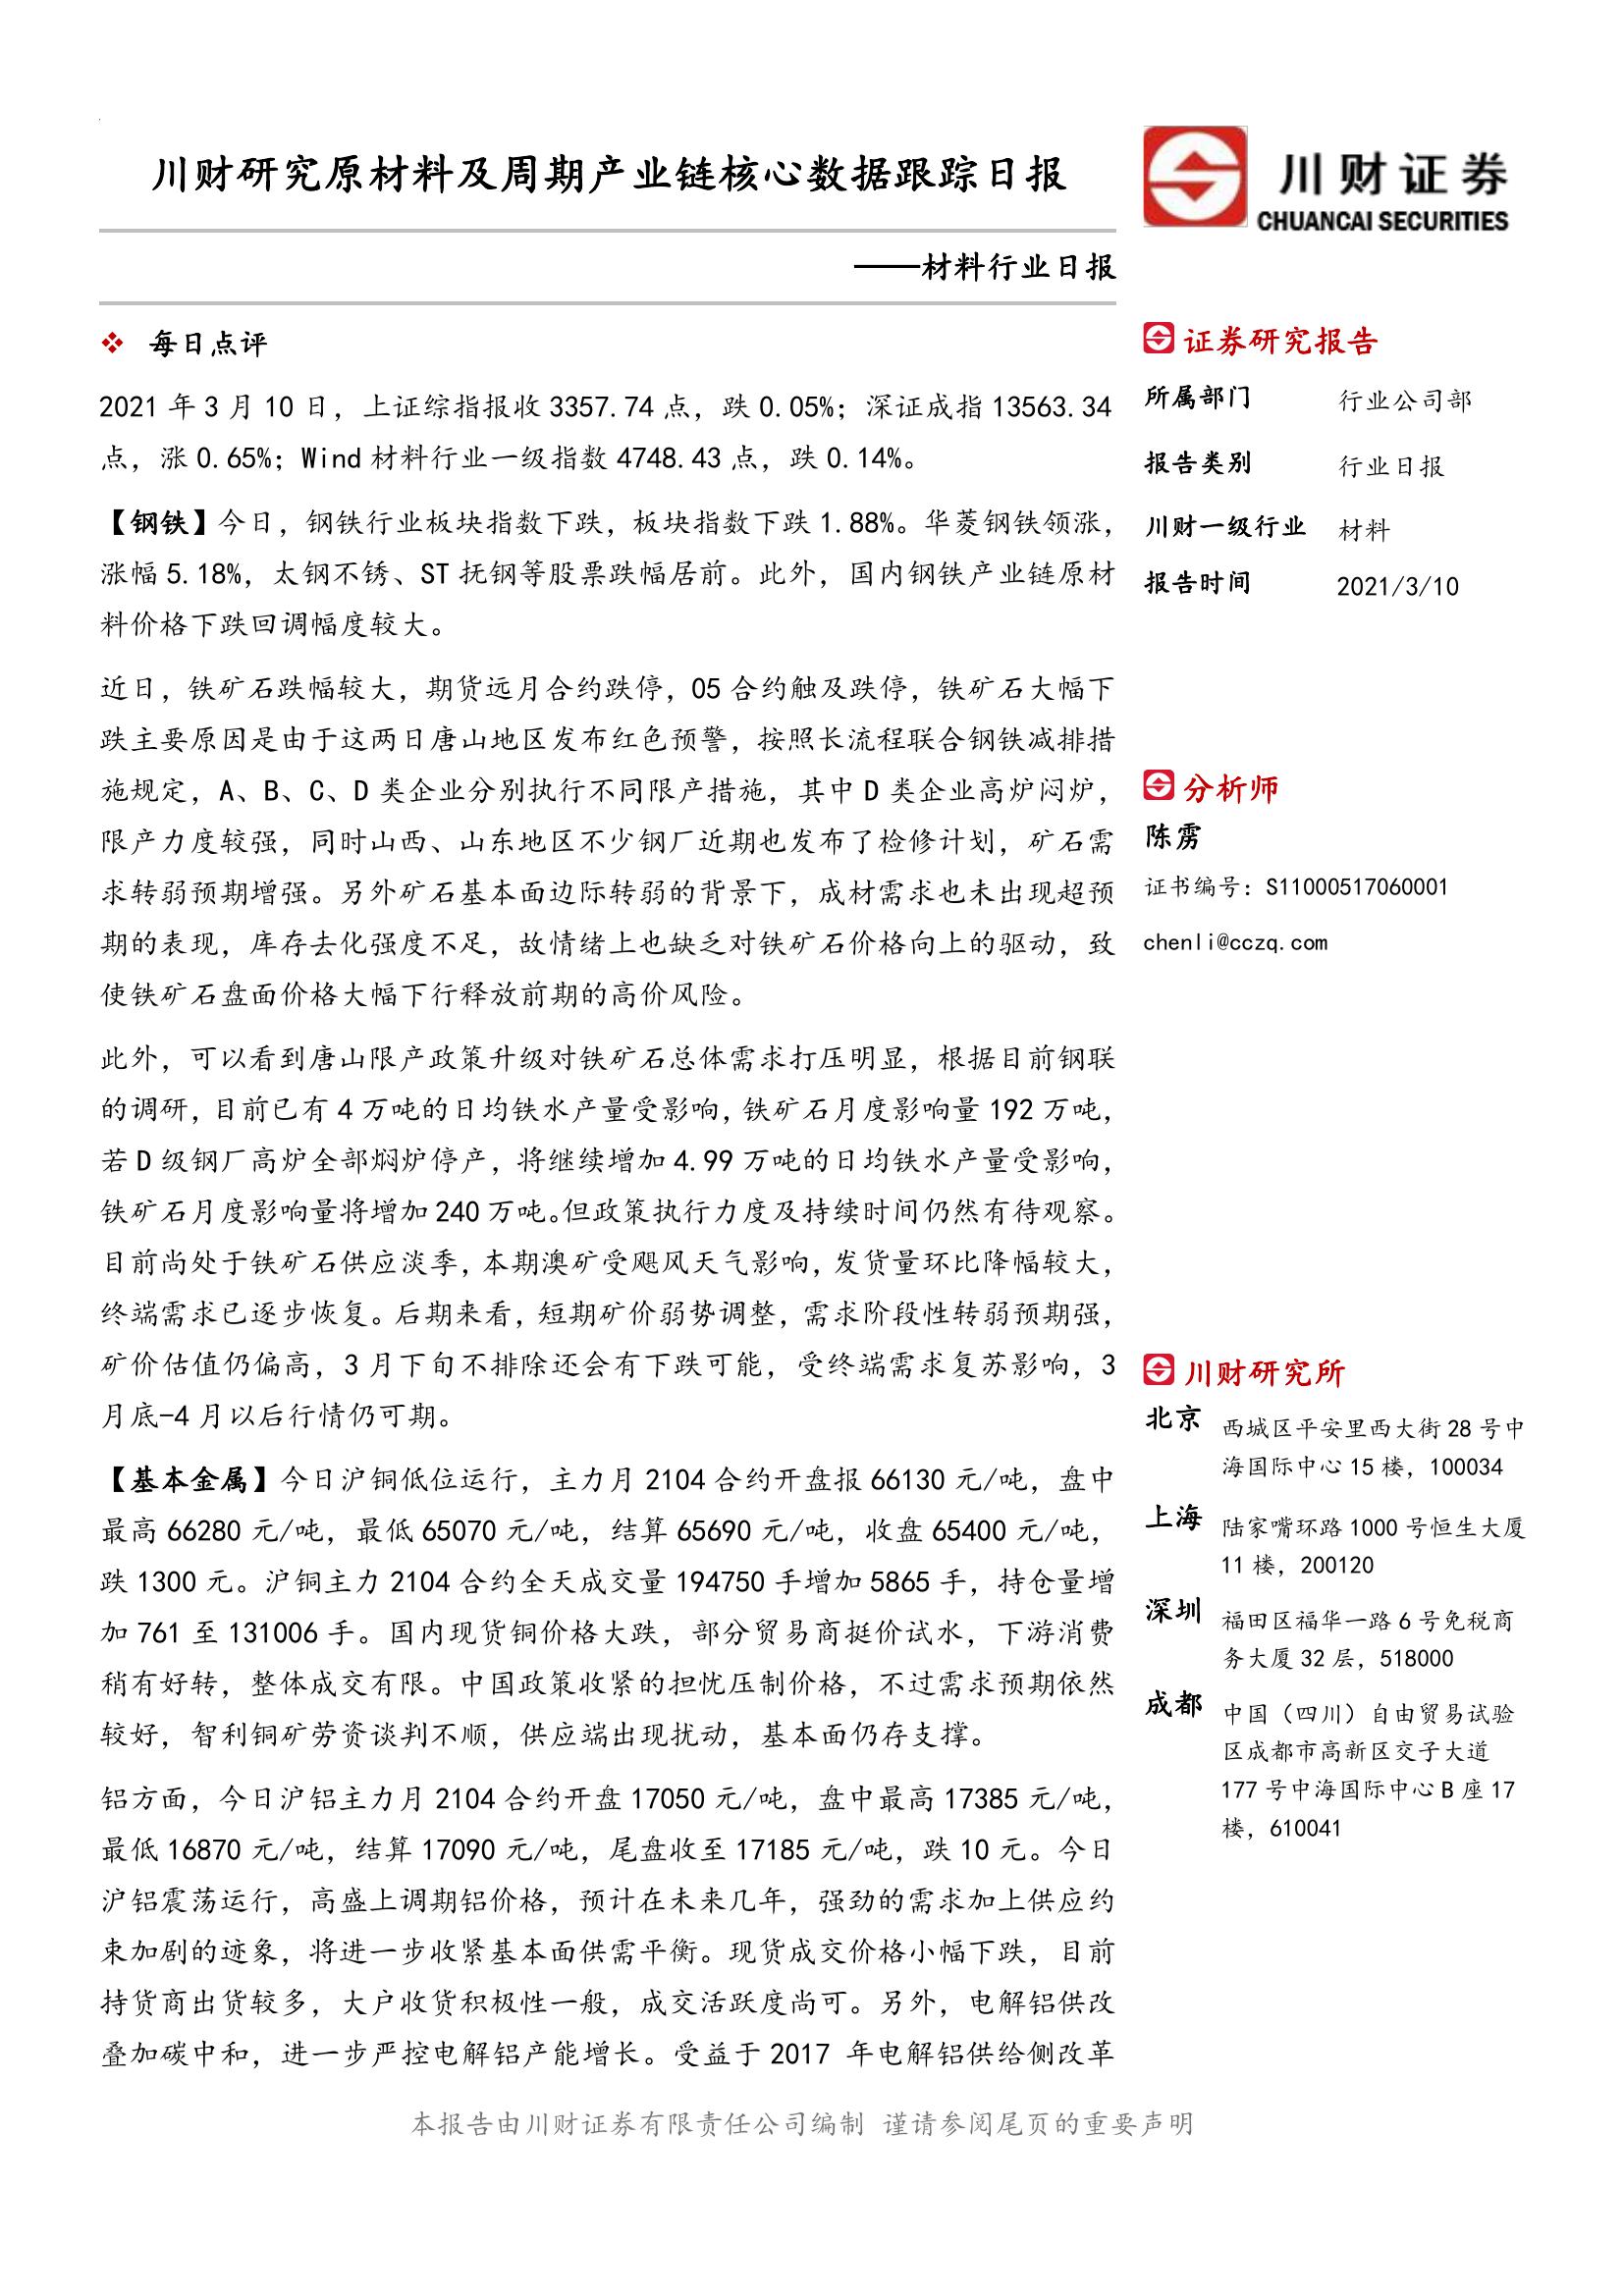 川财研究原材料及周期产业链核心数据跟踪日报
——材料行业日报
每日点评
2021 年 3 月 10 日，上证综指报收 3357.74 点，跌 0.05%；深证成指 13563.34
点，涨 0.65%；Wind 材料行业一级指数 4748.43 点，跌 0.14%。
【钢铁】今日，钢铁行业板块指数下跌，板块指数下跌 1.88%。华菱钢铁领涨，
涨幅 5.18%，太钢不锈、ST 抚钢等股票跌幅居前。此外，国内钢铁产业链原材
料价格下跌回调幅度较大。
近日，铁矿石跌幅较大，期货远月合约跌停，05 合约触及跌停，铁矿石大幅下
跌主要原因是由于这两日唐山地区发布红色预警，按照长流程联合钢铁减排措
施规定，A、B、C、D 类企业分别执行不同限产措施，其中 D 类企业高炉闷炉，
限产力度较强，同时山西、山东地区不少钢厂近期也发布了检修计划，矿石需
求转弱预期增强。另外矿石基本面边际转弱的背景下，成材需求也未出现超预
期的表现，库存去化强度不足，故情绪上也缺乏对铁矿石价格向上的驱动，致
使铁矿石盘面价格大幅下行释放前期的高价风险。
此外，可以看到唐山限产政策升级对铁矿石总体需求打压明显，根据目前钢联
的调研，目前已有 4 万吨的日均铁水产量受影响，铁矿石月度影响量 192 万吨，
若 D 级钢厂高炉全部焖炉停产，将继续增加 4.99 万吨的日均铁水产量受影响，
铁矿石月度影响量将增加 240 万吨。但政策执行力度及持续时间仍然有待观察。
目前尚处于铁矿石供应淡季，本期澳矿受飓风天气影响，发货量环比降幅较大，
终端需求已逐步恢复。后期来看，短期矿价弱势调整，需求阶段性转弱预期强，
矿价估值仍偏高，3 月下旬不排除还会有下跌可能，受终端需求复苏影响，3
月底-4 月以后行情仍可期。
【基本金属】今日沪铜低位运行，主力月 2104 合约开盘报 66130 元/吨，盘中
最高 66280 元/吨，最低 65070 元/吨，结算 65690 元/吨，收盘 65400 元/吨，
跌 1300 元。沪铜主力 2104 合约全天成交量 194750 手增加 5865 手，持仓量增
加 761 至 131006 手。国内现货铜价格大跌，部分贸易商挺价试水，下游消费
稍有好转，整体成交有限。中国政策收紧的担忧压制价格，不过需求预期依然
较好，智利铜矿劳资谈判不顺，供应端出现扰动，基本面仍存支撑。
铝方面，今日沪铝主力月 2104 合约开盘 17050 元/吨，盘中最高 17385 元/吨，
最低 16870 元/吨，结算 17090 元/吨，尾盘收至 17185 元/吨，跌 10 元。今日
沪铝震荡运行，高盛上调期铝价格，预计在未来几年，强劲的需求加上供应约
束加剧的迹象，将进一步收紧基本面供需平衡。现货成交价格小幅下跌，目前
持货商出货较多，大户收货积极性一般，成交活跃度尚可。另外，电解铝供改
叠加碳中和，进一步严控电解铝产能增长。受益于 2017 年电解铝供给侧改革
川财证券
CHUANCAI SECURITIES
证券研究报告
所属部门 行业公司部
报告类别 行业日报
川财一级行业 材料
报告时间 2021/3/10
分析师
陈雳
证书编号：S11000517060001
chenli@cczq.com
川财研究所
北京 西城区平安里西大街 28 号中
海国际中心 15 楼，100034
上海 陆家嘴环路 1000 号恒生大厦
11 楼，200120
深圳 福田区福华一路 6 号免税商
务大厦 32 层，518000
成都 中国（四川）自由贸易试验
区成都市高新区交子大道
177 号中海国际中心 B 座 17
楼，610041
本报告由川财证券有限责任公司编制 谨请参阅尾页的重要声明